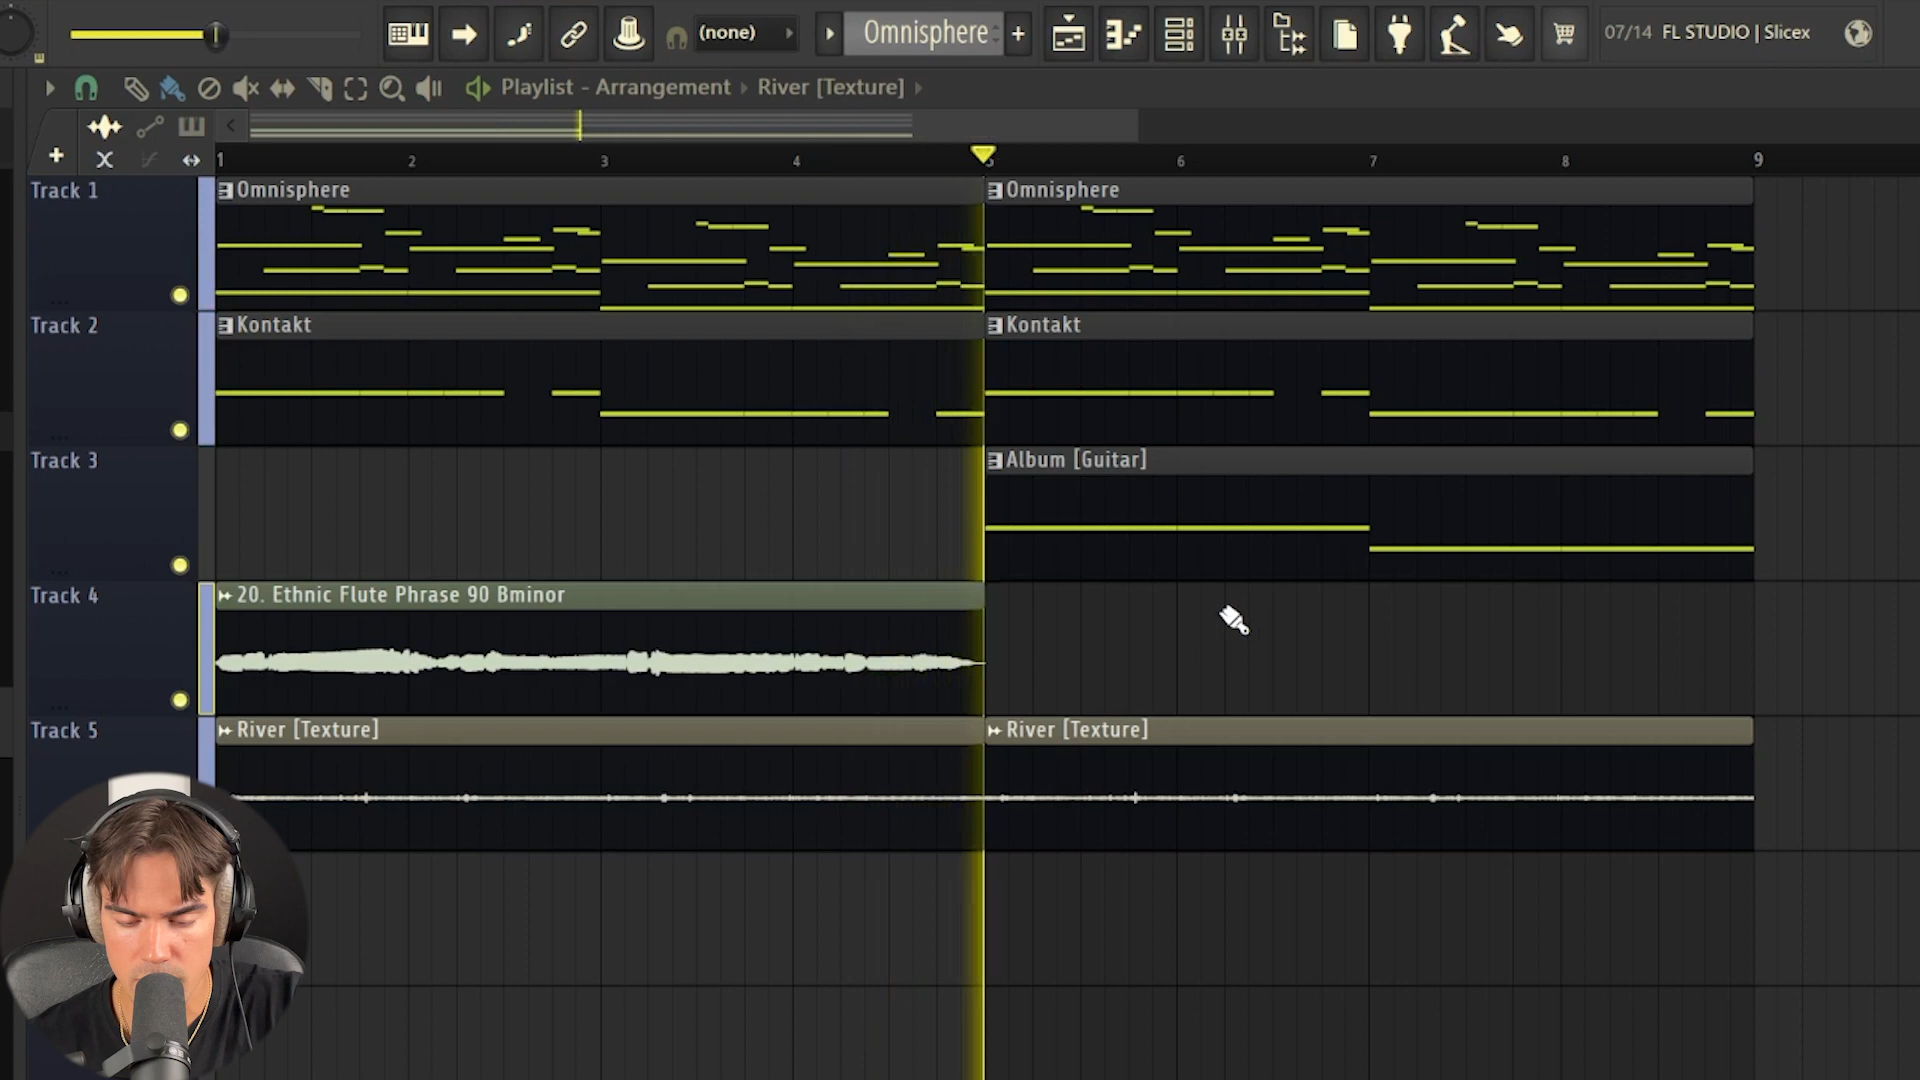 (none)
Omnisphere
+
07/14 FL STUDIO | Slicex
Playlist - Arrangement › River [Texture] ›
1 2 3 4 5 6 7 8 9
Track 1
Omnisphere
Omnisphere
Track 2
Kontakt
Kontakt
Track 3
Album [Guitar]
Track 4
20. Ethnic Flute Phrase 90 Bminor
Track 5
River [Texture]
River [Texture]